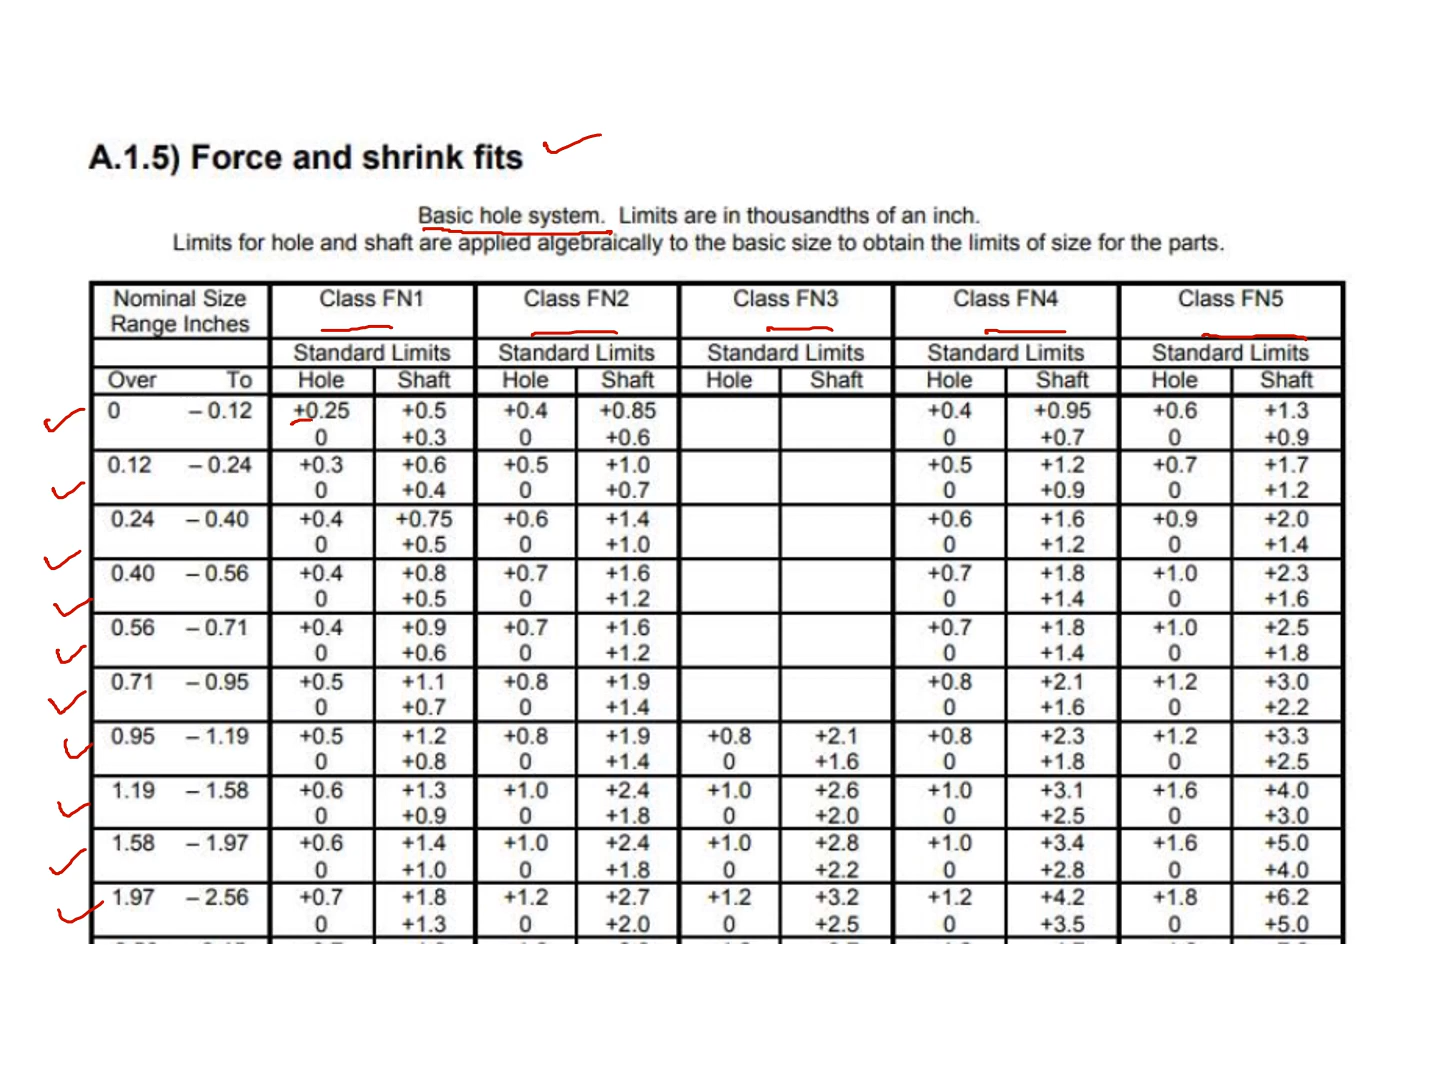 A.1.5) Force and shrink fits
Basic hole system. Limits are in thousandths of an inch.
Limits for hole and shaft are applied algebraically to the basic size to obtain the limits of size for the parts.
Nominal Size Class FN1 Class FN2 Class FN3 Class FN4 Class FN5
Range Inches
Standard Limits Standard Limits Standard Limits Standard Limits Standard Limits
Over To Hole Shaft Hole Shaft Hole Shaft Hole Shaft Hole Shaft
0 – 0.12 +0.25 +0.5 +0.4 +0.85 +0.4 +0.95 +0.6 +1.3
0 +0.3 0 +0.6 0 +0.7 0 +0.9
0.12 – 0.24 +0.3 +0.6 +0.5 +1.0 +0.5 +1.2 +0.7 +1.7
0 +0.4 0 +0.7 0 +0.9 0 +1.2
0.24 – 0.40 +0.4 +0.75 +0.6 +1.4 +0.6 +1.6 +0.9 +2.0
0 +0.5 0 +1.0 0 +1.2 0 +1.4
0.40 – 0.56 +0.4 +0.8 +0.7 +1.6 +0.7 +1.8 +1.0 +2.3
0 +0.5 0 +1.2 0 +1.4 0 +1.6
0.56 – 0.71 +0.4 +0.9 +0.7 +1.6 +0.7 +1.8 +1.0 +2.5
0 +0.6 0 +1.2 0 +1.4 0 +1.8
0.71 – 0.95 +0.5 +1.1 +0.8 +1.9 +0.8 +2.1 +1.2 +3.0
0 +0.7 0 +1.4 0 +1.6 0 +2.2
0.95 – 1.19 +0.5 +1.2 +0.8 +1.9 +0.8 +2.1 +0.8 +2.3 +1.2 +3.3
0 +0.8 0 +1.4 0 +1.6 0 +1.8 0 +2.5
1.19 – 1.58 +0.6 +1.3 +1.0 +2.4 +1.0 +2.6 +1.0 +3.1 +1.6 +4.0
0 +0.9 0 +1.8 0 +2.0 0 +2.5 0 +3.0
1.58 – 1.97 +0.6 +1.4 +1.0 +2.4 +1.0 +2.8 +1.0 +3.4 +1.6 +5.0
0 +1.0 0 +1.8 0 +2.2 0 +2.8 0 +4.0
1.97 – 2.56 +0.7 +1.8 +1.2 +2.7 +1.2 +3.2 +1.2 +4.2 +1.8 +6.2
0 +1.3 0 +2.0 0 +2.5 0 +3.5 0 +5.0